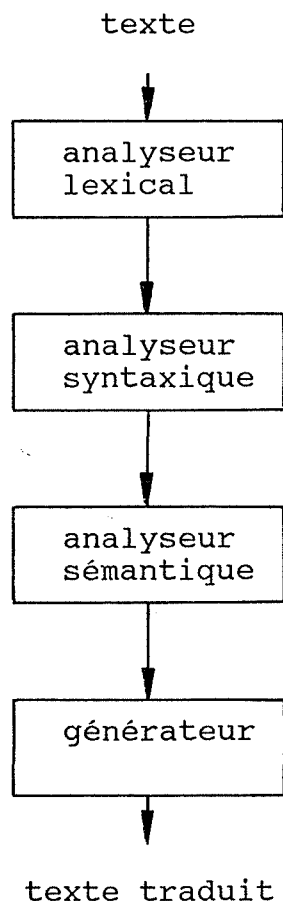 texte
analyseur
lexical
analyseur
syntaxique
analyseur
sémantique
générateur
texte traduit